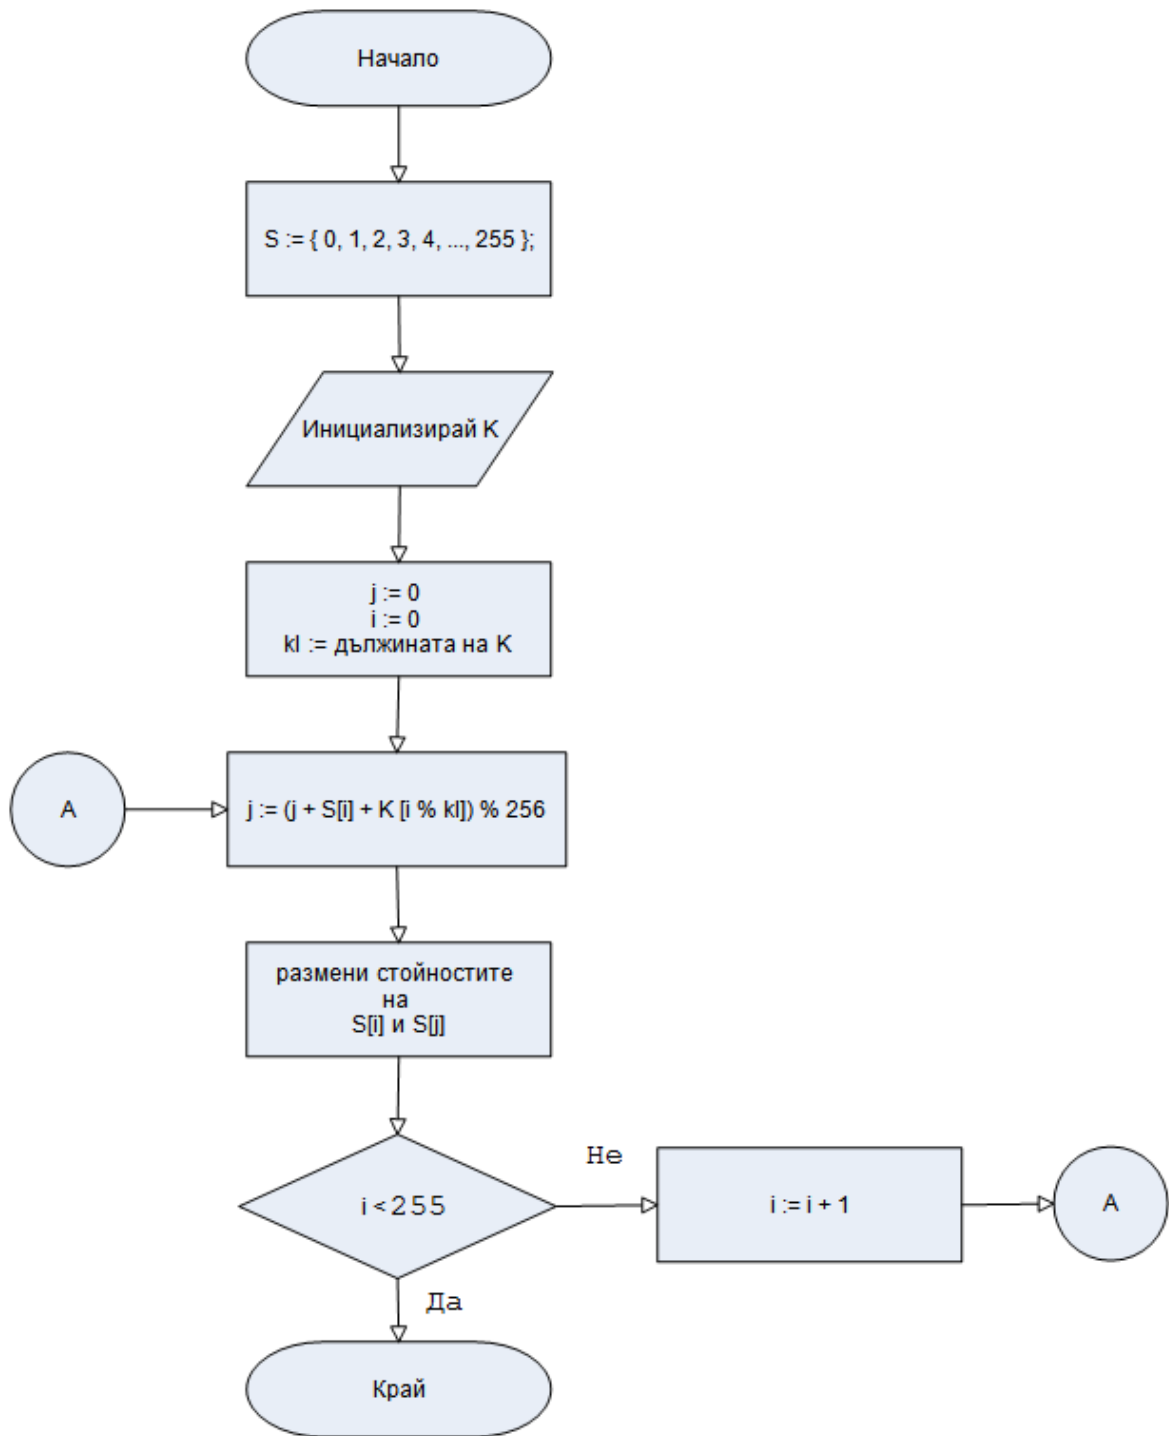 Начало
S := { 0, 1, 2, 3, 4, ..., 255 };
Инициализирай K
j := 0
i := 0
kl := дължината на K
A
j := (j + S[i] + K [i % kl]) % 256
размени стойностите
на
S[i] и S[j]
i < 255
Не
i := i + 1
A
Да
Край